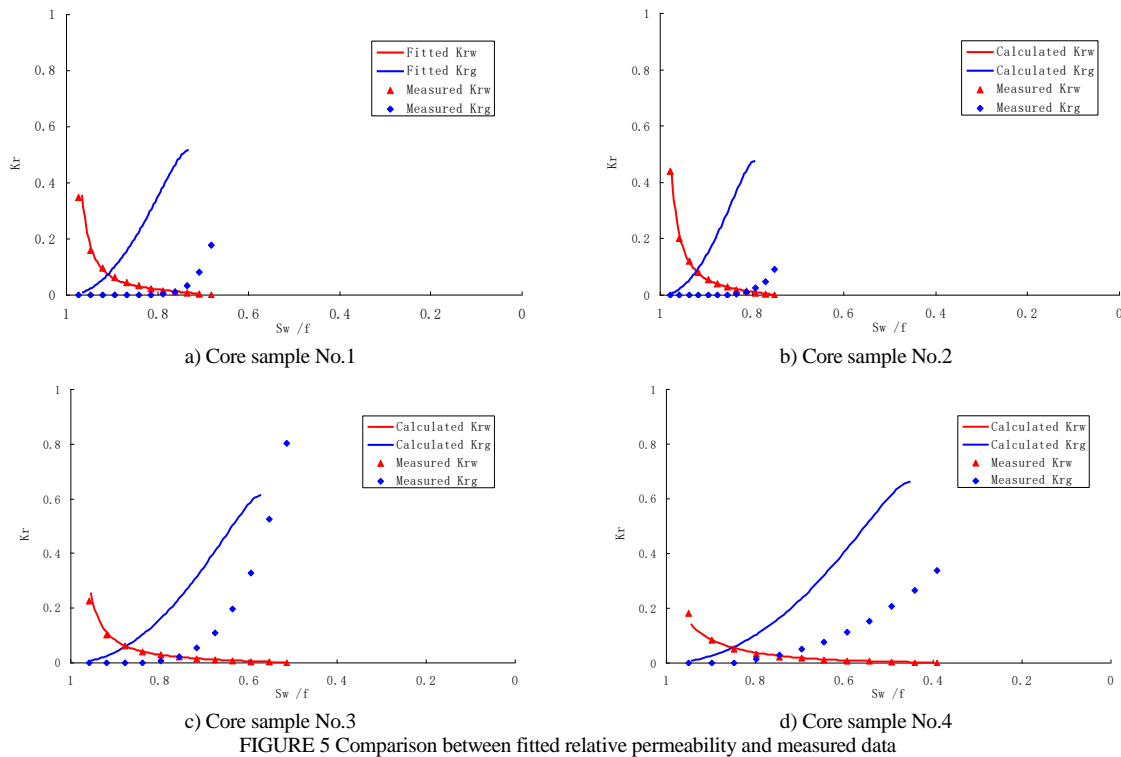 1
0.8
0.6
0.4
0.2
0
Kr
1
0.8
0.6
0.4
0.2
0
Sw /f
Fitted Krw
Fitted Krg
Measured Krw
Measured Krg
a) Core sample No.1
1
0.8
0.6
0.4
0.2
0
Kr
1
0.8
0.6
0.4
0.2
0
Sw /f
Calculated Krw
Calculated Krg
Measured Krw
Measured Krg
b) Core sample No.2
1
0.8
0.6
0.4
0.2
0
Kr
1
0.8
0.6
0.4
0.2
0
Sw /f
Calculated Krw
Calculated Krg
Measured Krw
Measured Krg
c) Core sample No.3
1
0.8
0.6
0.4
0.2
0
Kr
1
0.8
0.6
0.4
0.2
0
Sw /f
Calculated Krw
Calculated Krg
Measured Krw
Measured Krg
d) Core sample No.4
FIGURE 5 Comparison between fitted relative permeability and measured data